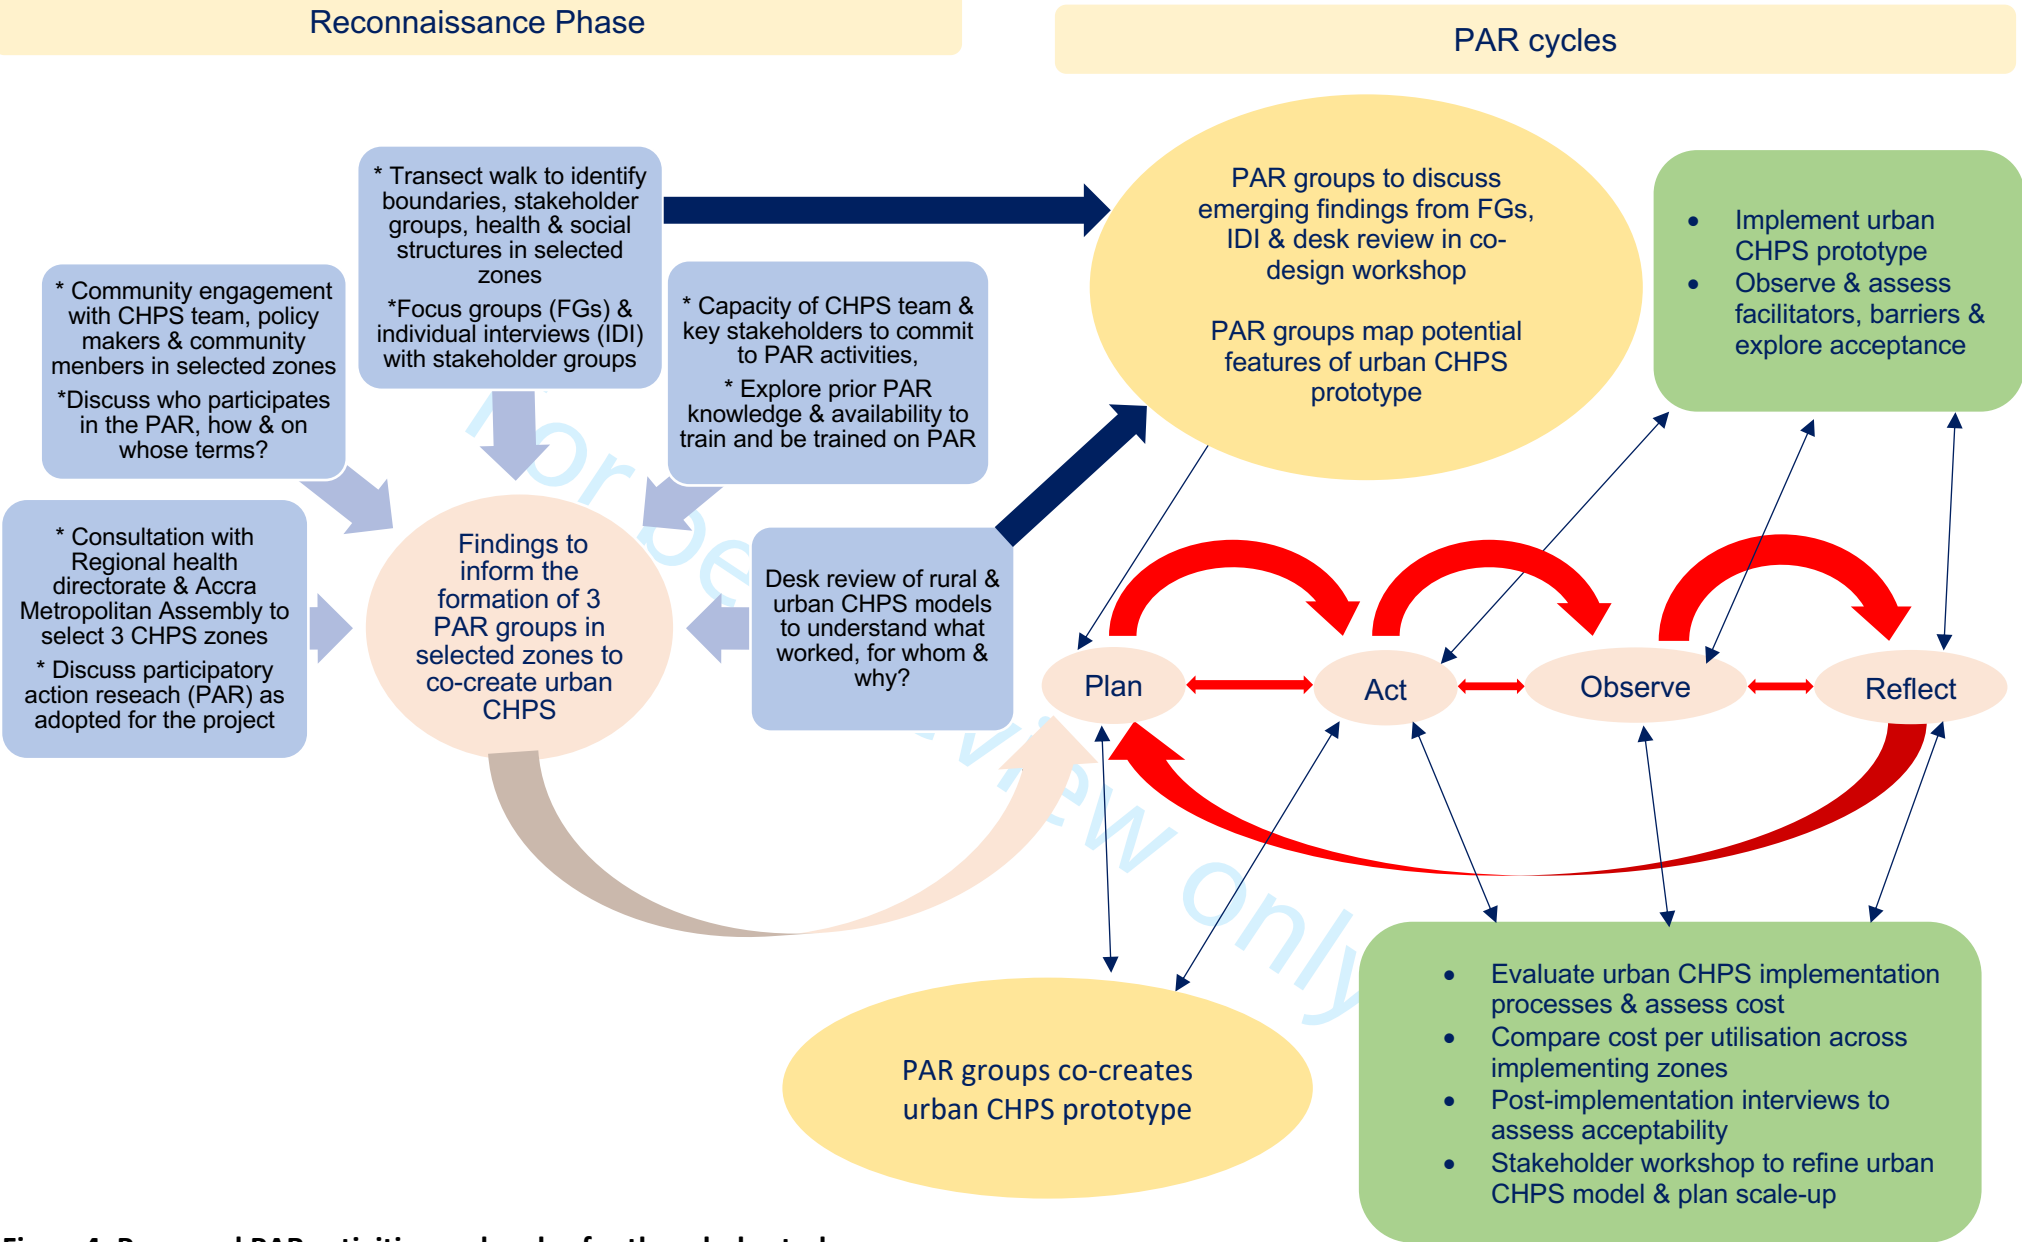 Reconnaissance Phase
PAR cycles
* Transect walk to identify
boundaries, stakeholder
groups, health & social
structures in selected
zones
*Focus groups (FGs) &
individual interviews (IDI)
with stakeholder groups
* Community engagement
with CHPS team, policy
makers & community
menbers in selected zones
*Discuss who participates
in the PAR, how & on
whose terms?
* Capacity of CHPS team &
key stakeholders to commit
to PAR activities,
* Explore prior PAR
knowledge & availability to
train and be trained on PAR
* Consultation with
Regional health
directorate & Accra
Metropolitan Assembly to
select 3 CHPS zones
* Discuss participatory
action reseach (PAR) as
adopted for the project
Findings to
inform the
formation of 3
PAR groups in
selected zones to
co-create urban
CHPS
Desk review of rural &
urban CHPS models
to understand what
worked, for whom &
why?
PAR groups to discuss
emerging findings from FGs,
IDI & desk review in co-
design workshop
PAR groups map potential
features of urban CHPS
prototype
• Implement urban
CHPS prototype
• Observe & assess
facilitators, barriers &
explore acceptance
Plan
Act
Observe
Reflect
PAR groups co-creates
urban CHPS prototype
• Evaluate urban CHPS implementation
processes & assess cost
• Compare cost per utilisation across
implementing zones
• Post-implementation interviews to
assess acceptability
• Stakeholder workshop to refine urban
CHPS model & plan scale-up
only